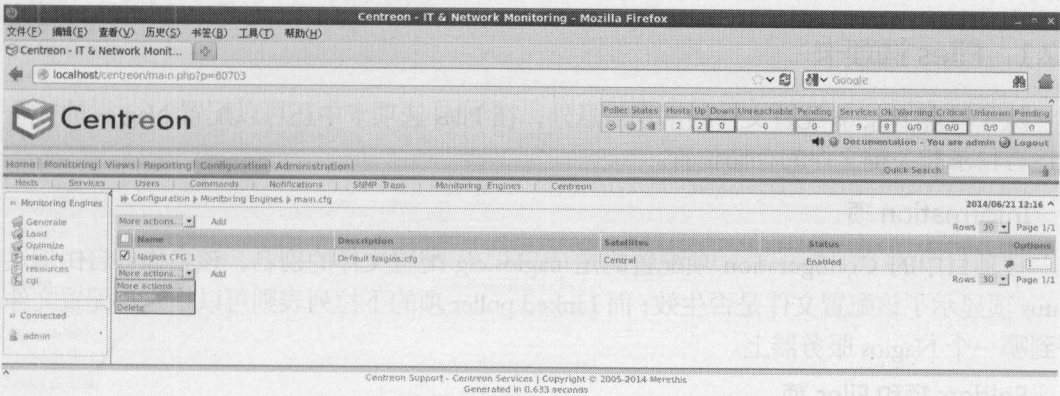 Centreon - IT & Network Monitoring - Mozilla Firefox
文件(F) 编辑(E) 查看(V) 历史(S) 书签(B) 工具(T) 帮助(H)
Centreon - IT & Network Monit...
localhost/centreon/main.php?p=60703
Google
Centreon
Poller States Hosts Up Down Unreachable Pending Services Ok Warning Critical Unknown Pending
2 2 0 0 0 9 9 0/0 0/0 0/0 0
Documentation - You are admin Logout
Home Monitoring Views Reporting Configuration Administration
Quick Search
Hosts Services Users Commands Notifications SNMP Traps Monitoring Engines Centreon
Monitoring Engines
Configuration Monitoring Engines main.cfg
2014/06/21 12:16
Generate
Load
Optimize
main.cfg
resources
cgi
Connected
admin
More actions... Add
Rows 30 Page 1/1
Name Description Satellites Status Options
Nagios CFG 1 Default Nagios.cfg Central Enabled 1
More actions... Add
Rows 30 Page 1/1
More actions...
Delete
Centreon Support - Centreon Services | Copyright © 2005-2014 Merethis
Generated in 0.633 seconds